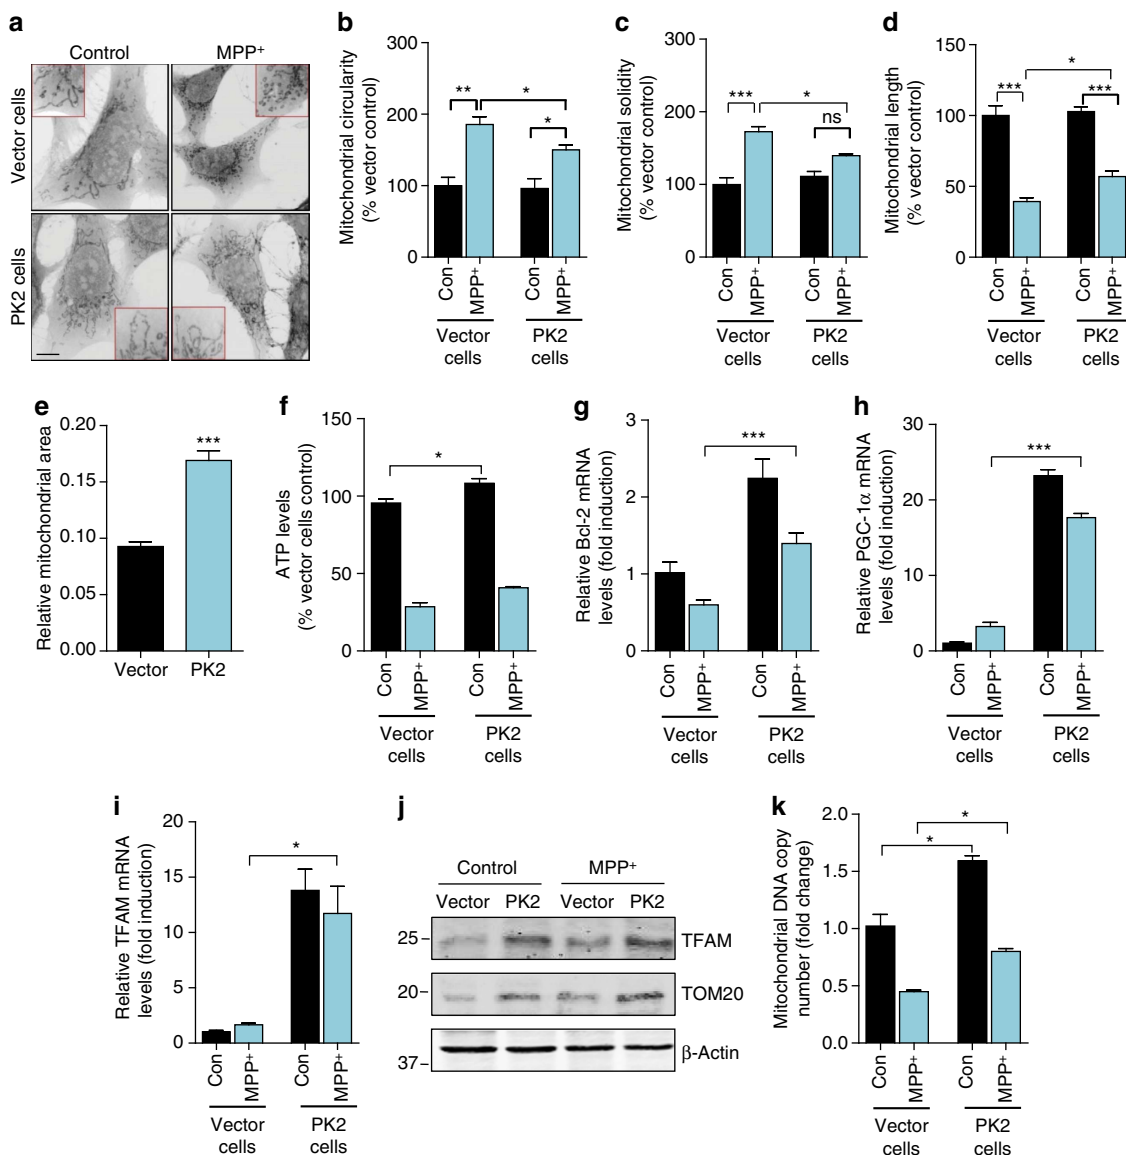 a
Control
MPP⁺
Vector cells
PK2 cells
b
Mitochondrial circularity
(% vector control)
300
200
100
0
**
*
*
Con
MPP⁺
Con
MPP⁺
Vector
cells
PK2
cells
c
Mitochondrial solidity
(% vector control)
300
200
100
0
***
*
ns
Con
MPP⁺
Con
MPP⁺
Vector
cells
PK2
cells
d
Mitochondrial length
(% vector control)
150
100
50
0
***
*
***
Con
MPP⁺
Con
MPP⁺
Vector
cells
PK2
cells
e
Relative mitochondrial area
0.20
0.15
0.10
0.05
0.00
***
Vector
PK2
f
ATP levels
(% vector cells control)
150
100
50
0
*
Con
MPP⁺
Con
MPP⁺
Vector
cells
PK2
cells
g
Relative Bcl-2 mRNA
levels (fold induction)
3
2
1
0
***
Con
MPP⁺
Con
MPP⁺
Vector
cells
PK2
cells
h
Relative PGC-1α mRNA
levels (fold induction)
30
20
10
0
***
Con
MPP⁺
Con
MPP⁺
Vector
cells
PK2
cells
i
Relative TFAM mRNA
levels (fold induction)
20
15
10
5
0
*
Con
MPP⁺
Con
MPP⁺
Vector
cells
PK2
cells
j
Control
MPP⁺
Vector PK2 Vector PK2
25
TFAM
20
TOM20
37
β-Actin
k
Mitochondrial DNA copy
number (fold change)
2.0
1.5
1.0
0.5
0.0
*
*
Con
MPP⁺
Con
MPP⁺
Vector
cells
PK2
cells